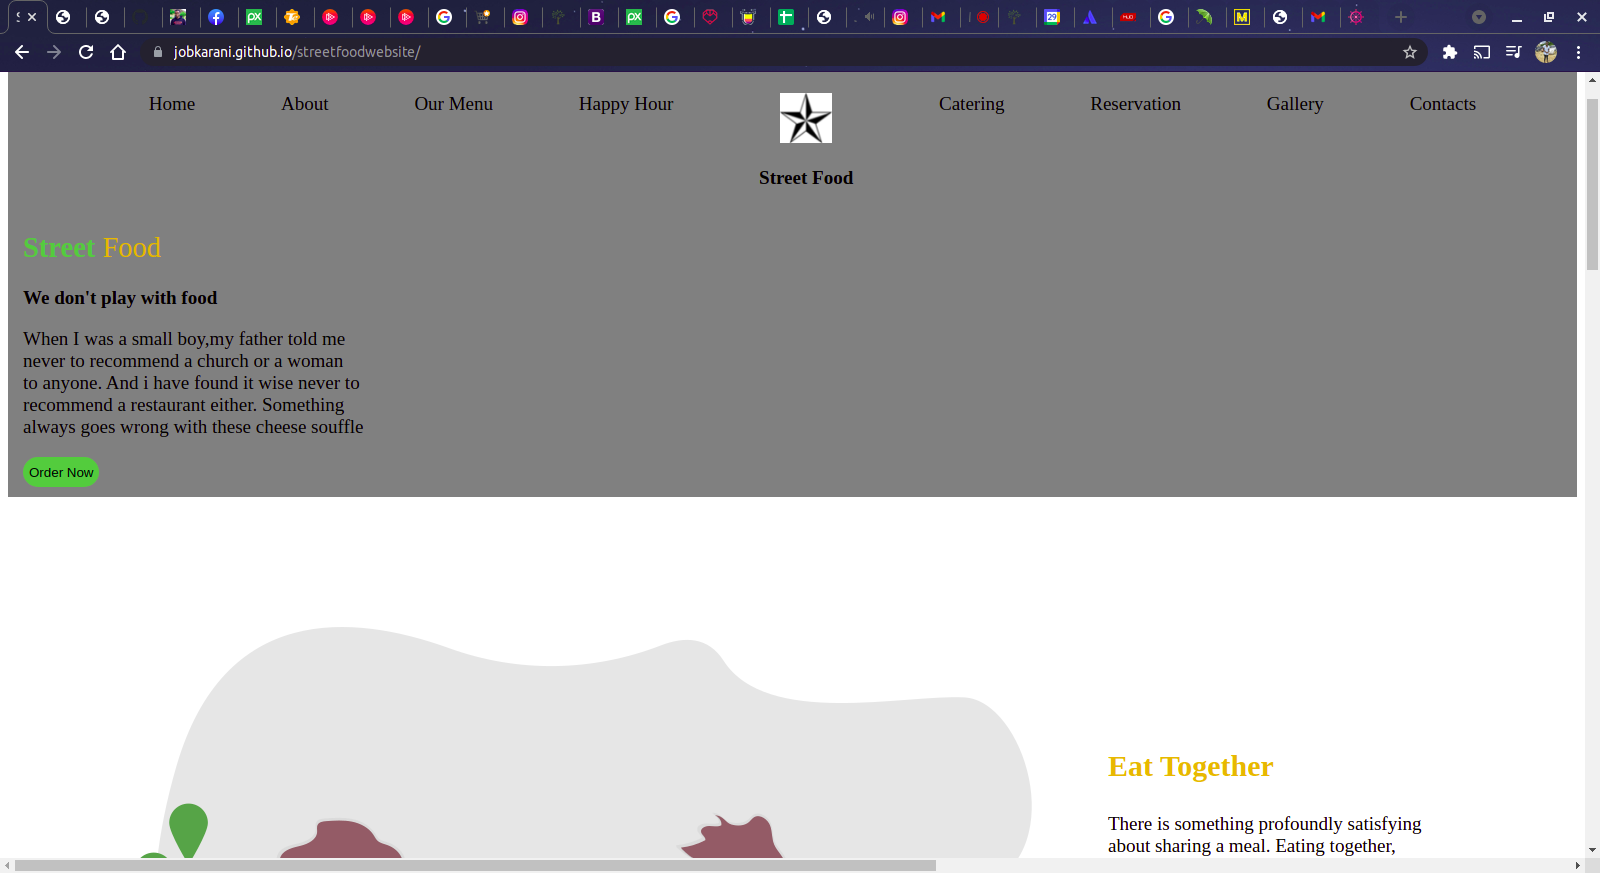 jobkarani.github.io/streetfoodwebsite/
Home About Our Menu Happy Hour Catering Reservation Gallery Contacts
Street Food
Street Food
We don't play with food
When I was a small boy,my father told me
never to recommend a church or a woman
to anyone. And i have found it wise never to
recommend a restaurant either. Something
always goes wrong with these cheese souffle
Order Now
Eat Together
There is something profoundly satisfying
about sharing a meal. Eating together,